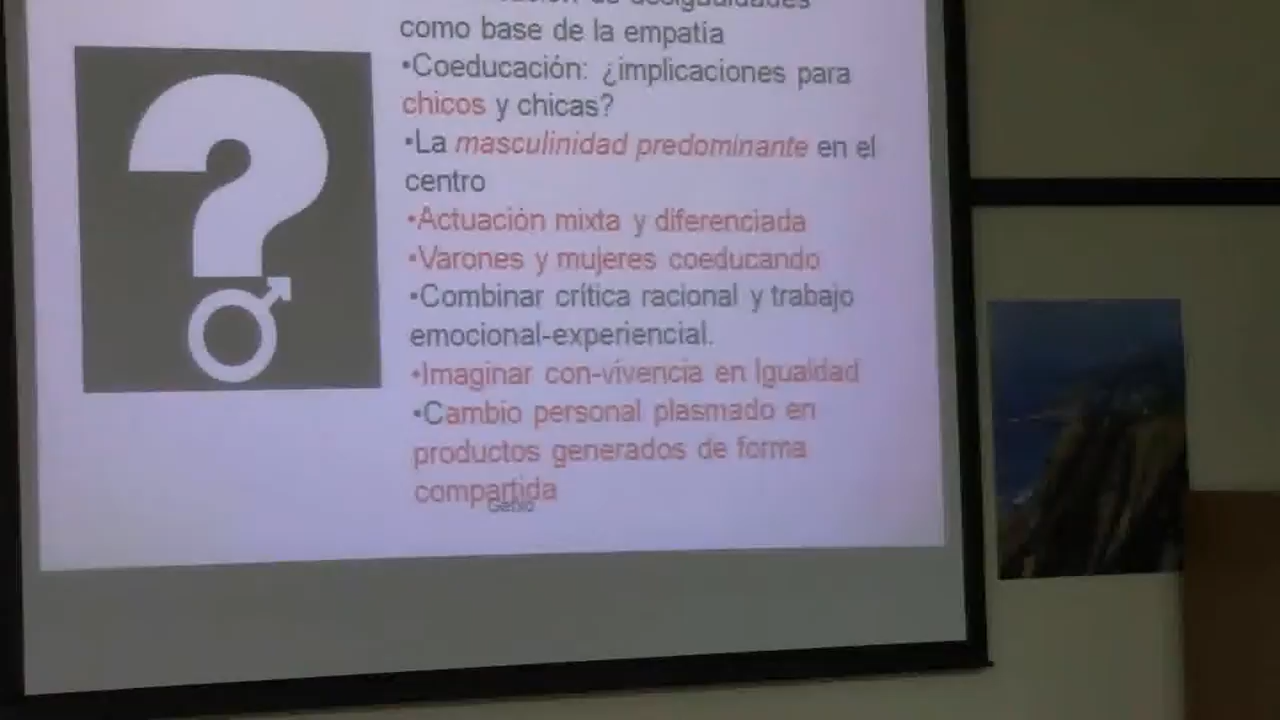 de desigualdades
como base de la empatía
•Coeducación: ¿implicaciones para
chicos y chicas?
•La masculinidad predominante en el
centro
•Actuación mixta y diferenciada
•Varones y mujeres coeducando
•Combinar crítica racional y trabajo
emocional-experiencial.
•Imaginar con-vivencia en Igualdad
•Cambio personal plasmado en
productos generados de forma
compartida